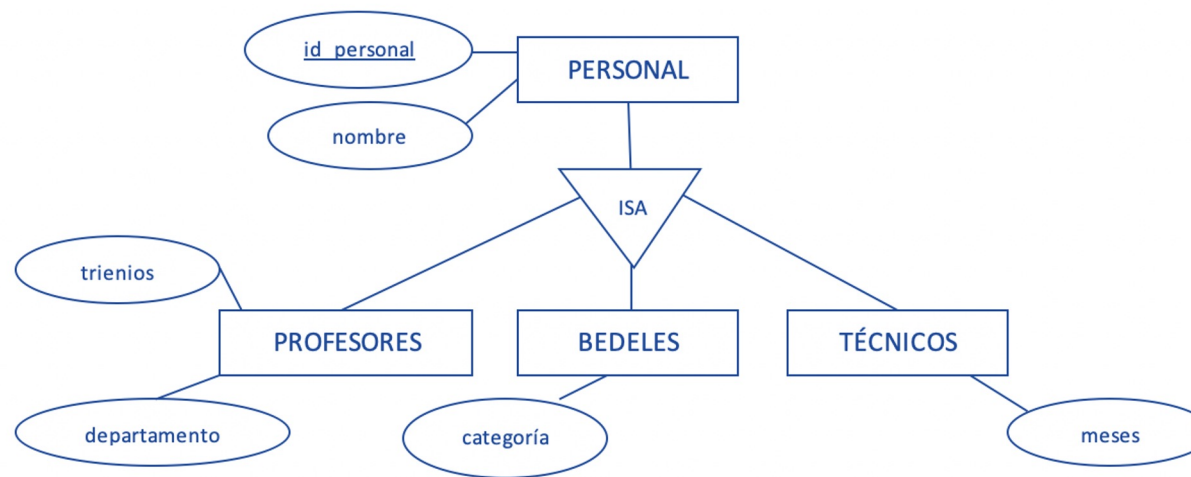 id_personal
PERSONAL
nombre
ISA
trienios
PROFESORES
BEDELES
TÉCNICOS
departamento
categoría
meses